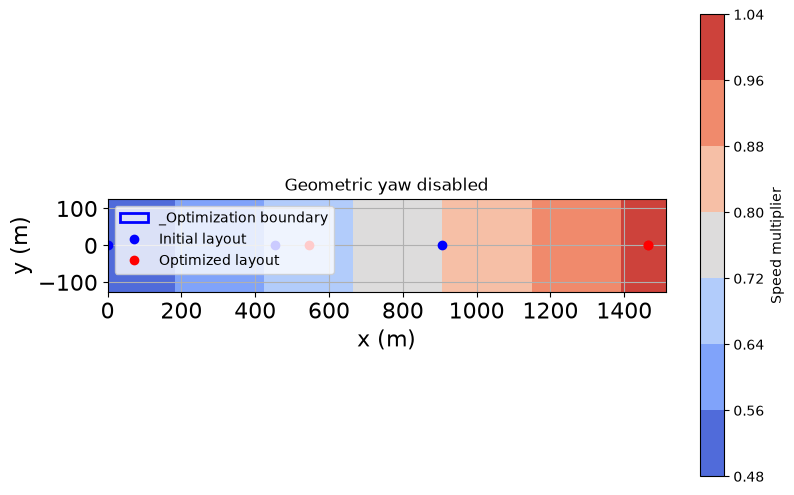 Geometric yaw disabled
_Optimization boundary
Initial layout
Optimized layout
100
0
−100
y (m)
0 200 400 600 800 1000 1200 1400
x (m)
1.04
0.96
0.88
0.80
0.72
0.64
0.56
0.48
Speed multiplier